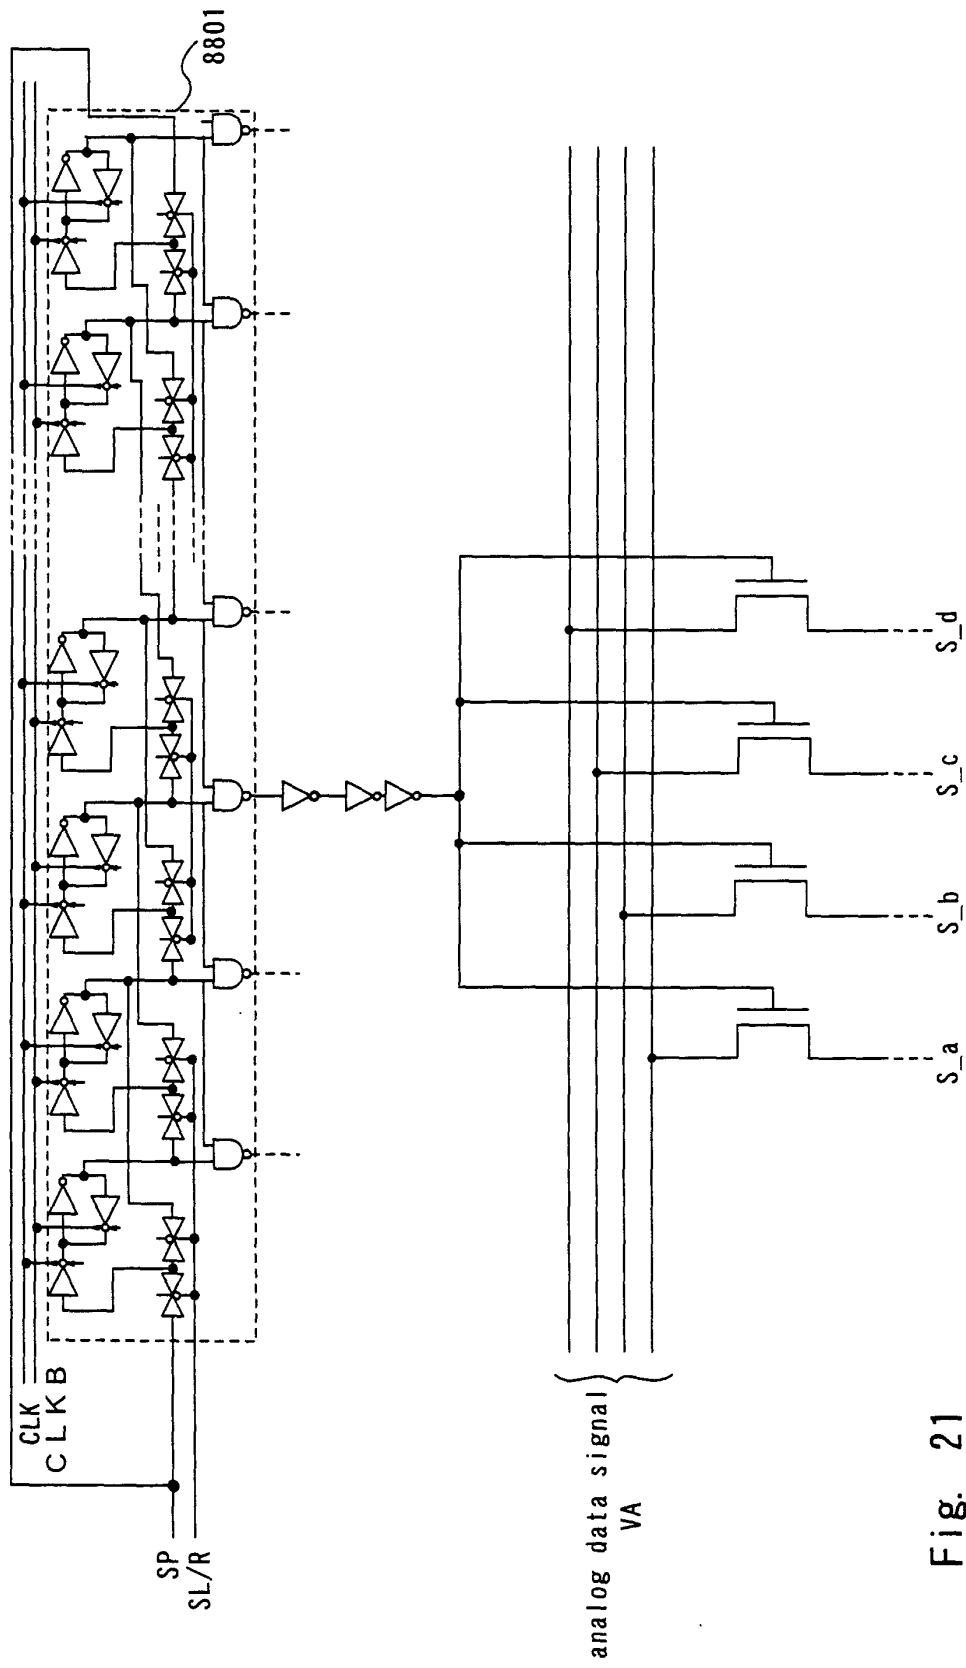 8801
CLK
CLKB
SP
SL/R
S_d
S_c
S_b
S_a
analog data signal
VA
Fig. 21